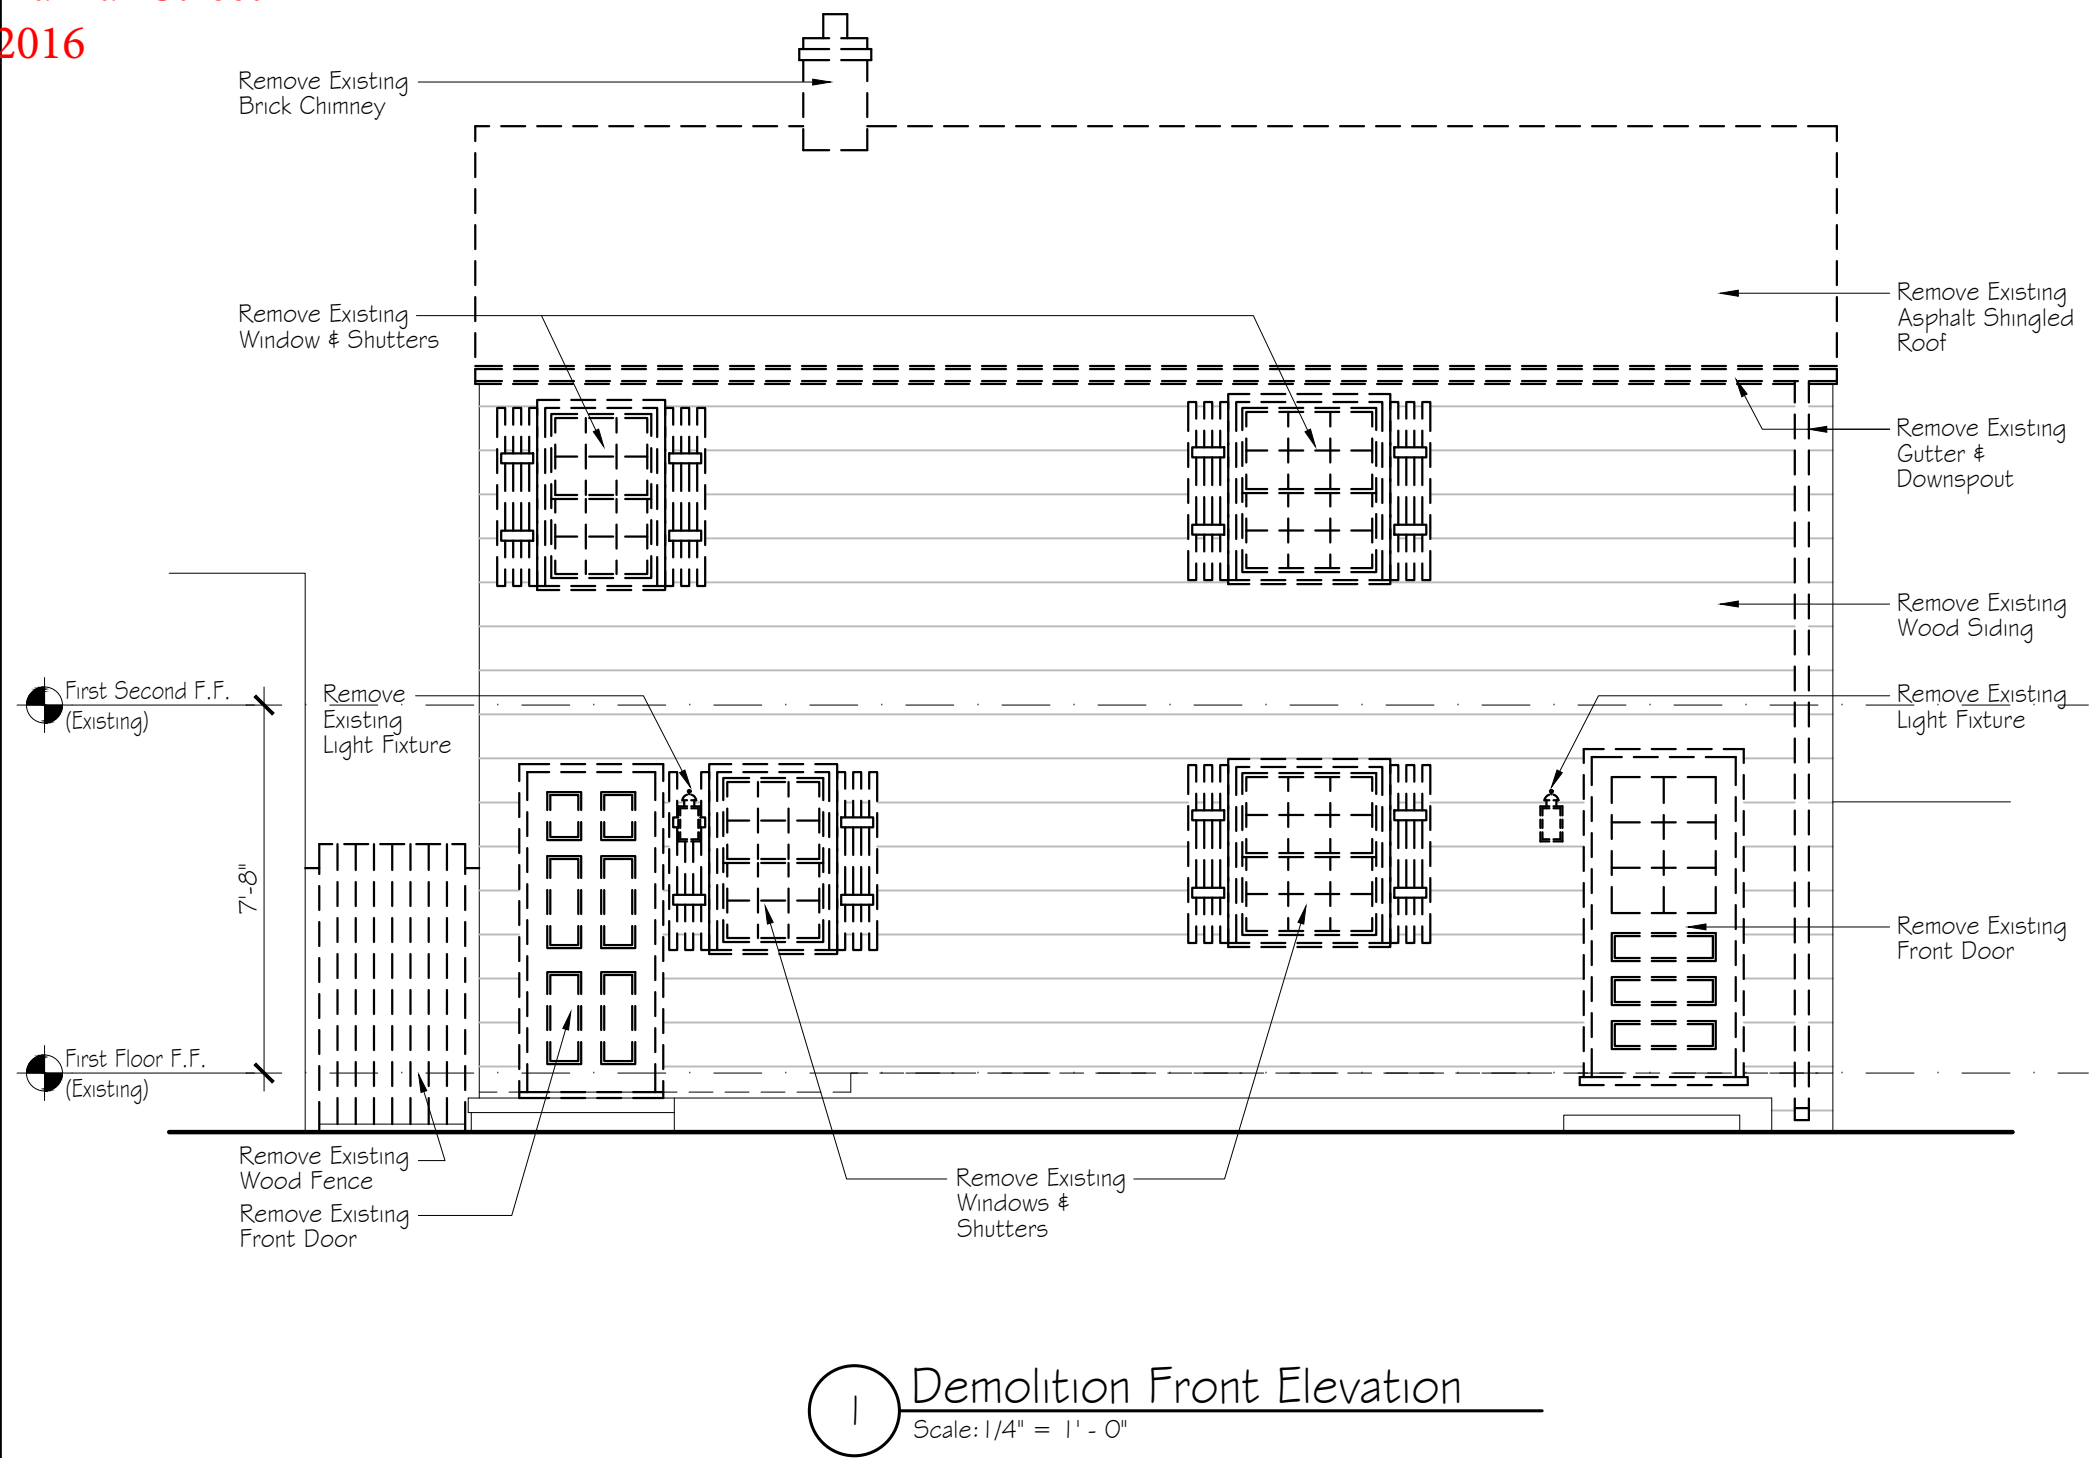 2016
Remove Existing
Brick Chimney
Remove Existing
Window & Shutters
Remove Existing
Asphalt Shingled
Roof
Remove Existing
Gutter &
Downspout
Remove Existing
Wood Siding
First Second F.F.
(Existing)
Remove
Existing
Light Fixture
Remove Existing
Light Fixture
7'-8"
Remove Existing
Front Door
First Floor F.F.
(Existing)
Remove Existing
Wood Fence
Remove Existing
Front Door
Remove Existing
Windows &
Shutters
1
Demolition Front Elevation
Scale: 1/4" = 1' - 0"